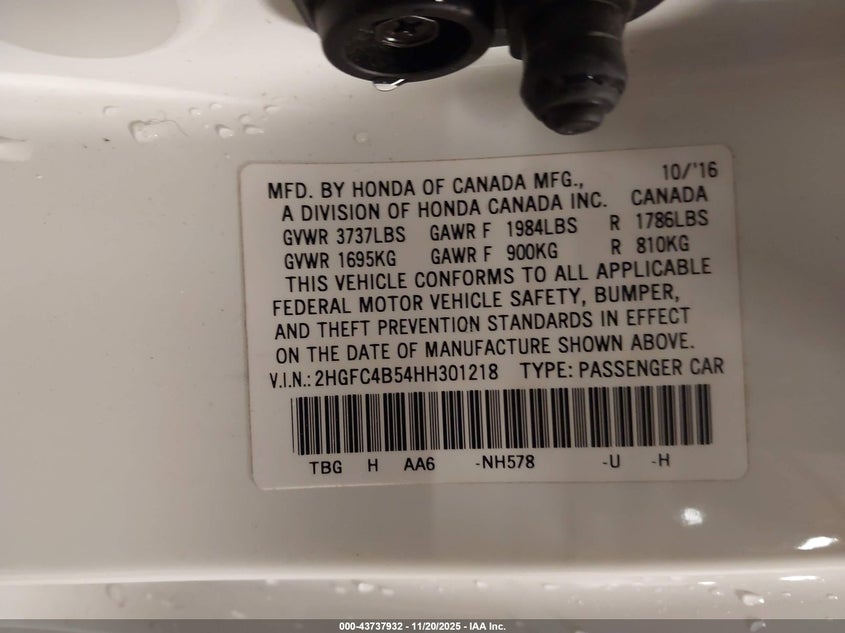 MFD. BY HONDA OF CANADA MFG., 10/'16
A DIVISION OF HONDA CANADA INC. CANADA
GVWR 3737LBS GAWR F 1984LBS R 1786LBS
GVWR 1695KG GAWR F 900KG R 810KG
THIS VEHICLE CONFORMS TO ALL APPLICABLE
FEDERAL MOTOR VEHICLE SAFETY, BUMPER,
AND THEFT PREVENTION STANDARDS IN EFFECT
ON THE DATE OF MANUFACTURE SHOWN ABOVE.
V.I.N.: 2HGFC4B54HH301218 TYPE: PASSENGER CAR
TBG H AA6 -NH578 -U -H
000-43737932 - 11/20/2025 - IAA Inc.